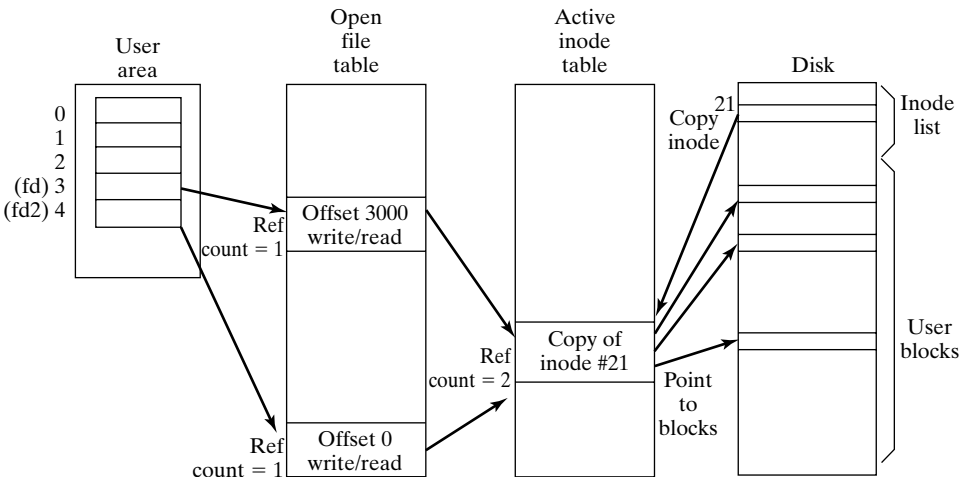 User
area
Open
file
table
Active
inode
table
Disk
0
1
2
(fd) 3
(fd2) 4
Ref
count = 1
Offset 3000
write/read
Ref
count = 1
Offset 0
write/read
Ref
count = 2
Copy of
inode #21
Copy
inode
21
Point
to
blocks
Inode
list
User
blocks